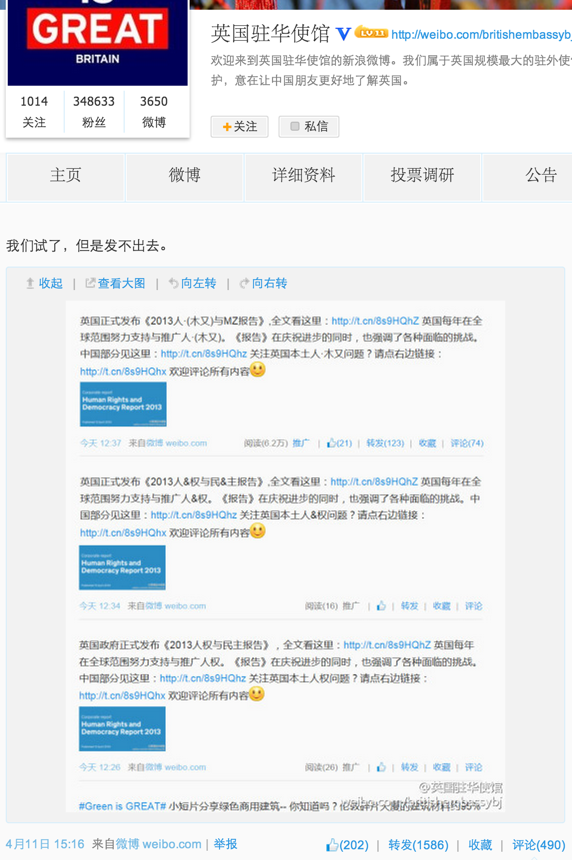 GREAT
BRITAIN
英国驻华使馆 V LV 11 http://weibo.com/britishembassybj
欢迎来到英国驻华使馆的新浪微博。我们属于英国规模最大的驻外使
护，意在让中国朋友更好地了解英国。
1014 348633 3650
关注 粉丝 微博
+关注 私信
主页 微博 详细资料 投票调研 公告
我们试了，但是发不出去。
收起 | 查看大图 | 向左转 | 向右转
英国正式发布《2013人·(木又)与MZ报告》,全文看这里：http://t.cn/8s9HQhZ 英国每年在全
球范围努力支持与推广人·(木又)。《报告》在庆祝进步的同时，也强调了各种面临的挑战。
中国部分见这里：http://t.cn/8s9HQhz 关注英国本土人·木又问题？请点右边链接：
http://t.cn/8s9HQhx 欢迎评论所有内容
Corporate report
Human Rights and
Democracy Report 2013
今天 12:37 来自微博 weibo.com 阅读(6.2万) 推广 | (21) | 转发(123) | 收藏 | 评论(74)
英国正式发布《2013人&权与民&主报告》,全文看这里：http://t.cn/8s9HQhZ 英国每年在全
球范围努力支持与推广人&权。《报告》在庆祝进步的同时，也强调了各种面临的挑战。中
国部分见这里：http://t.cn/8s9HQhz 关注英国本土人&权问题？请点右边链接：
http://t.cn/8s9HQhx 欢迎评论所有内容
Corporate report
Human Rights and
Democracy Report 2013
今天 12:34 来自微博 weibo.com 阅读(16) 推广 | | 转发 | 收藏 | 评论
英国政府正式发布《2013人权与民主报告》，全文看这里：http://t.cn/8s9HQhZ 英国每年
在全球范围努力支持与推广人权。《报告》在庆祝进步的同时，也强调了各种面临的挑战。
中国部分见这里：http://t.cn/8s9HQhz 关注英国本土人权问题？请点右边链接：
http://t.cn/8s9HQhx 欢迎评论所有内容
Corporate report
Human Rights and
Democracy Report 2013
今天 12:26 来自微博 weibo.com 阅读(26) 推广 | | 转发 | 收藏 | 评论
@英国驻华使馆
weibo.com/britishembassybj
#Green is GREAT# 小短片分享绿色商用建筑-- 你知道吗？伦敦碎片大厦的建筑材料约95%
4月11日 15:16 来自微博 weibo.com | 举报 (202) | 转发(1586) | 收藏 | 评论(490)